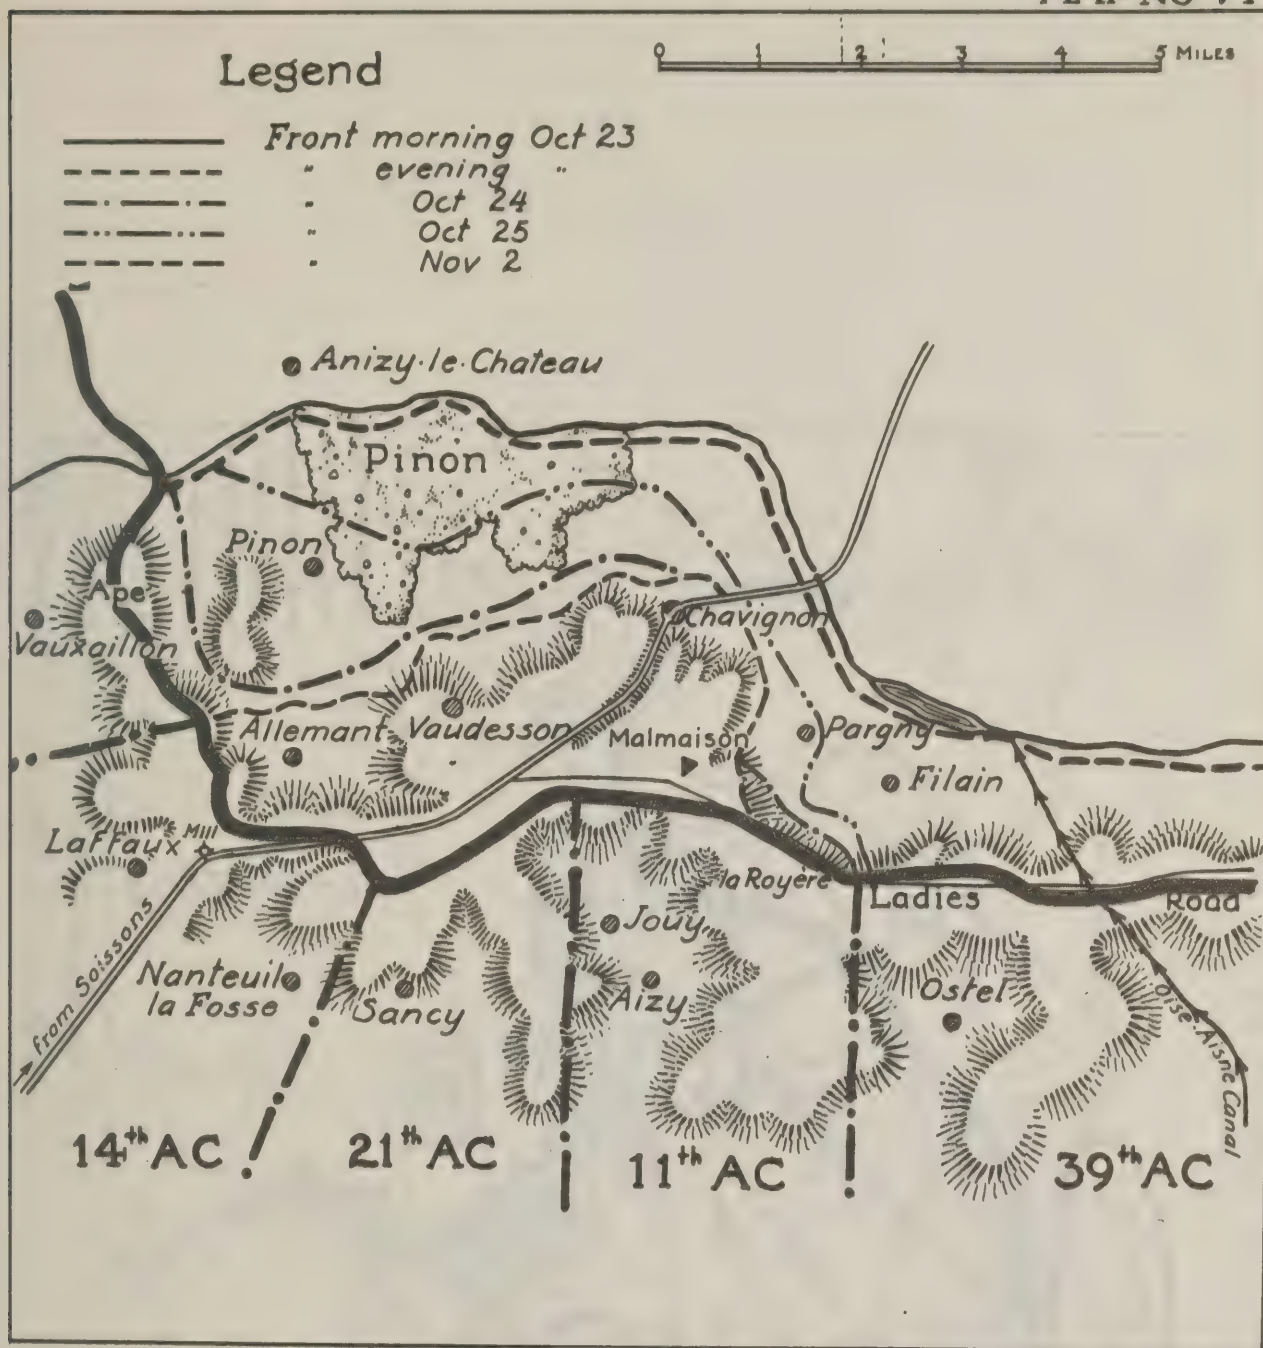 0 1 2 3 4 5 MILES
Legend
Front morning Oct 23
" evening "
" Oct 24
" Oct 25
" Nov 2
Anizy-le-Chateau
Pinon
Pinon
Ape
Vauxaillon
Chavignon
Allemant
Vaudesson
Malmaison
Pargny
Filain
Laffaux
Mill
la Royère
Ladies Road
Jouy
from Soissons
Nanteuil
la Fosse
Sancy
Aizy
Ostel
Oise-Aisne Canal
14th AC
21th AC
11th AC
39th AC